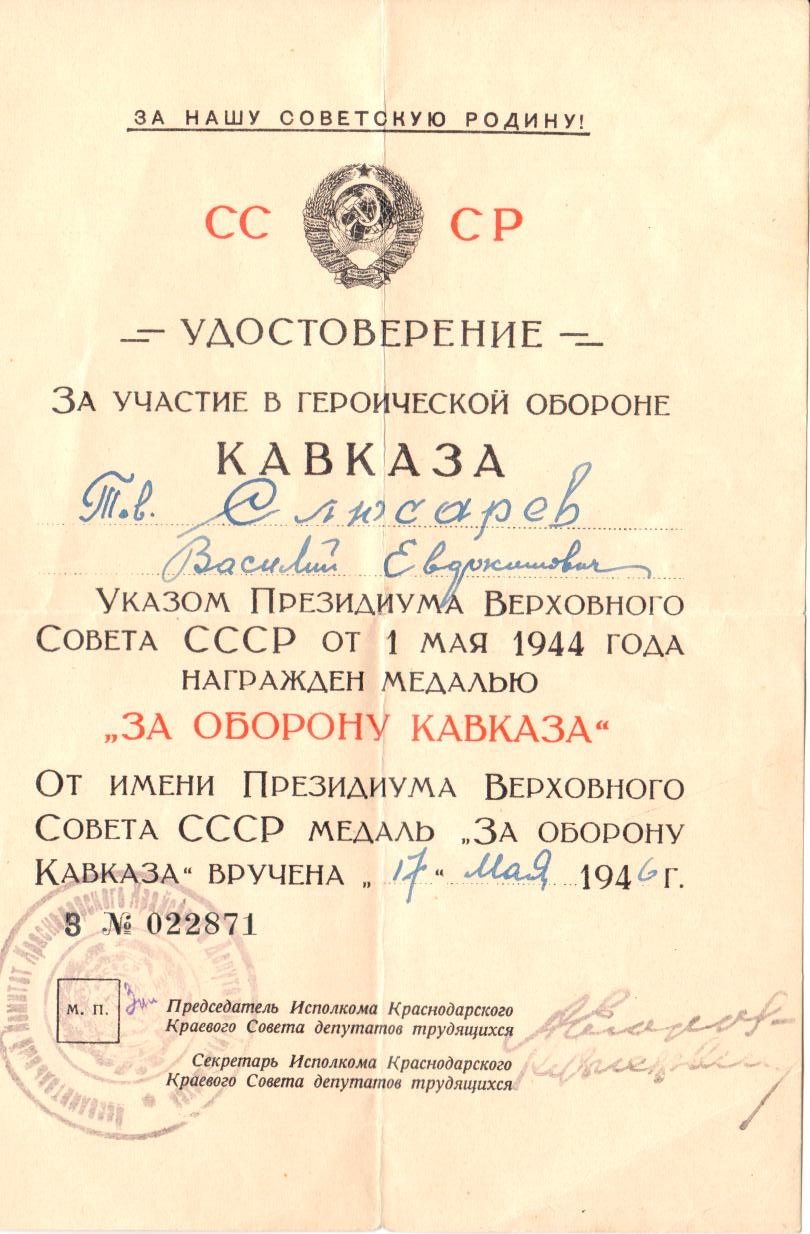 ЗА НАШУ СОВЕТСКУЮ РОДИНУ!
СС СР
УДОСТОВЕРЕНИЕ
ЗА УЧАСТИЕ В ГЕРОИЧЕСКОЙ ОБОРОНЕ
КАВКАЗА
Тов. Слюсарев
Василий Евдокимович
УКАЗОМ ПРЕЗИДИУМА ВЕРХОВНОГО
СОВЕТА СССР ОТ 1 МАЯ 1944 ГОДА
НАГРАЖДЕН МЕДАЛЬЮ
„ЗА ОБОРОНУ КАВКАЗА“
ОТ ИМЕНИ ПРЕЗИДИУМА ВЕРХОВНОГО
СОВЕТА СССР МЕДАЛЬ „ЗА ОБОРОНУ
КАВКАЗА“ ВРУЧЕНА „17“ Мая 1946 Г.
З № 022871
М. П.
Председатель Исполкома Краснодарского
Краевого Совета депутатов трудящихся
Секретарь Исполкома Краснодарского
Краевого Совета депутатов трудящихся